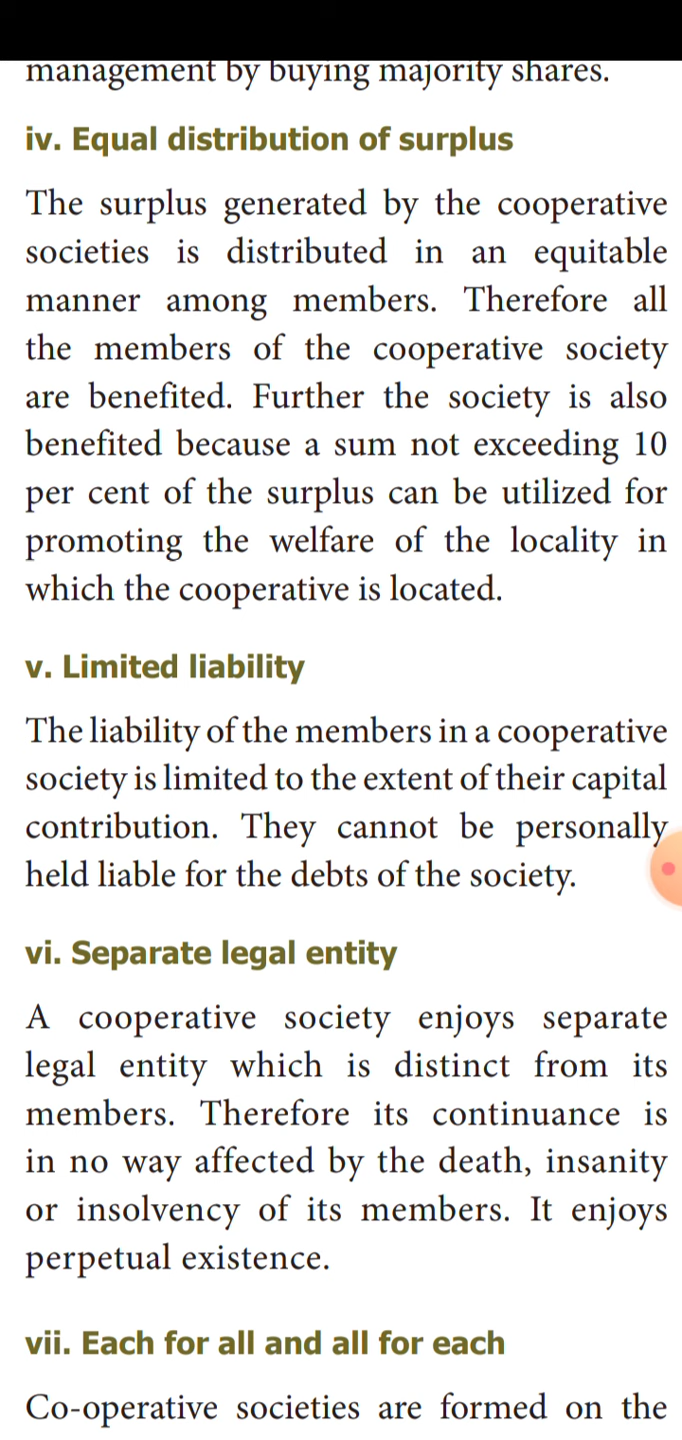 management by buying majority shares.
iv. Equal distribution of surplus
The surplus generated by the cooperative
societies is distributed in an equitable
manner among members. Therefore all
the members of the cooperative society
are benefited. Further the society is also
benefited because a sum not exceeding 10
per cent of the surplus can be utilized for
promoting the welfare of the locality in
which the cooperative is located.
v. Limited liability
The liability of the members in a cooperative
society is limited to the extent of their capital
contribution. They cannot be personally
held liable for the debts of the society.
vi. Separate legal entity
A cooperative society enjoys separate
legal entity which is distinct from its
members. Therefore its continuance is
in no way affected by the death, insanity
or insolvency of its members. It enjoys
perpetual existence.
vii. Each for all and all for each
Co-operative societies are formed on the